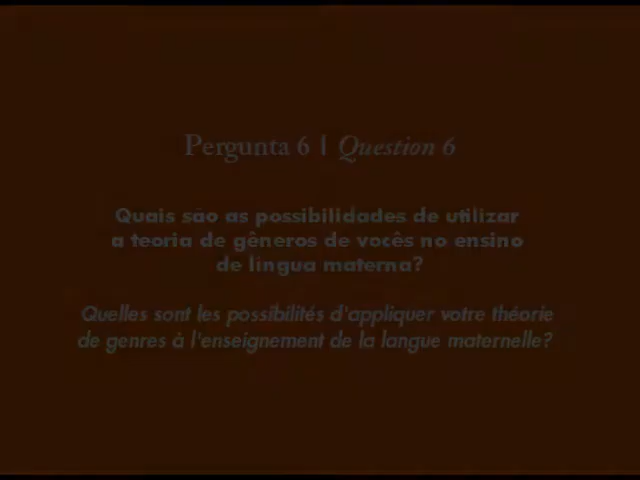 Pergunta 6 | Question 6
Quais são as possibilidades de utilizar
a teoria de gêneros de vocês no ensino
de língua materna?
Quelles sont les possibilités d'appliquer votre théorie
de genres à l'enseignement de la langue maternelle?